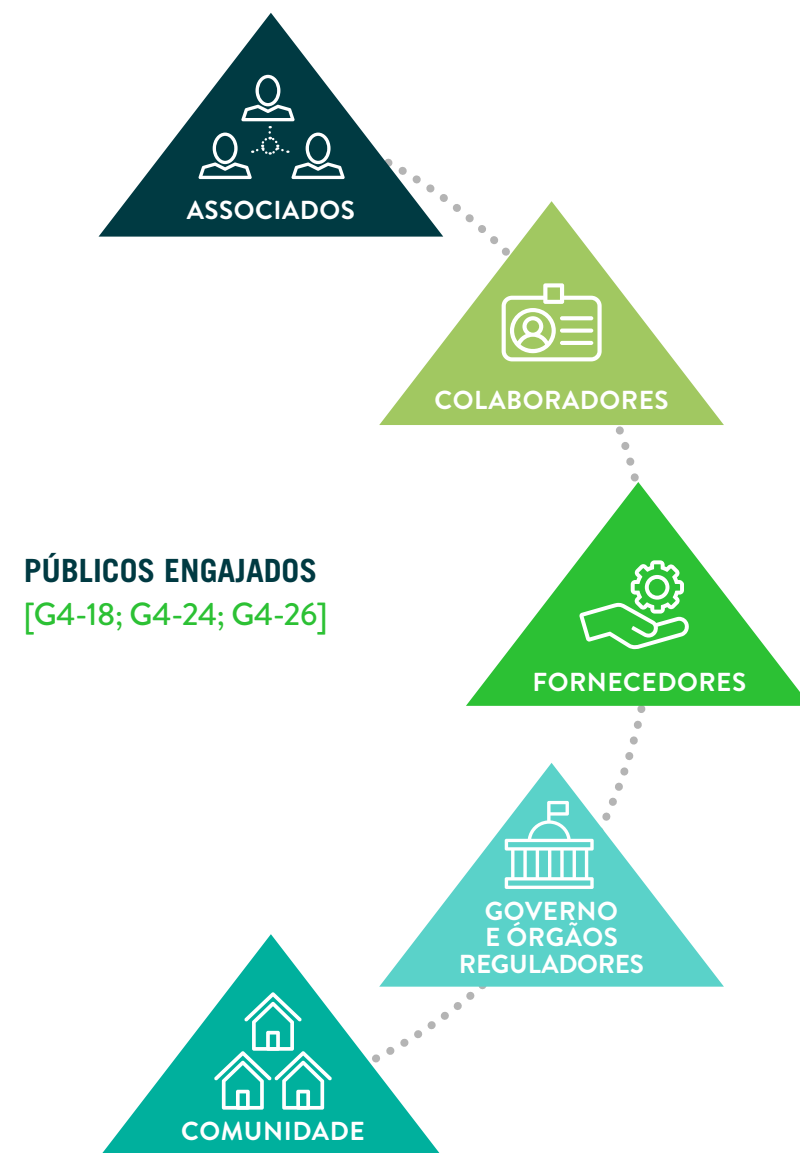 ASSOCIADOS
COLABORADORES
PÚBLICOS ENGAJADOS
[G4-18; G4-24; G4-26]
FORNECEDORES
GOVERNO
E ÓRGÃOS
REGULADORES
COMUNIDADE